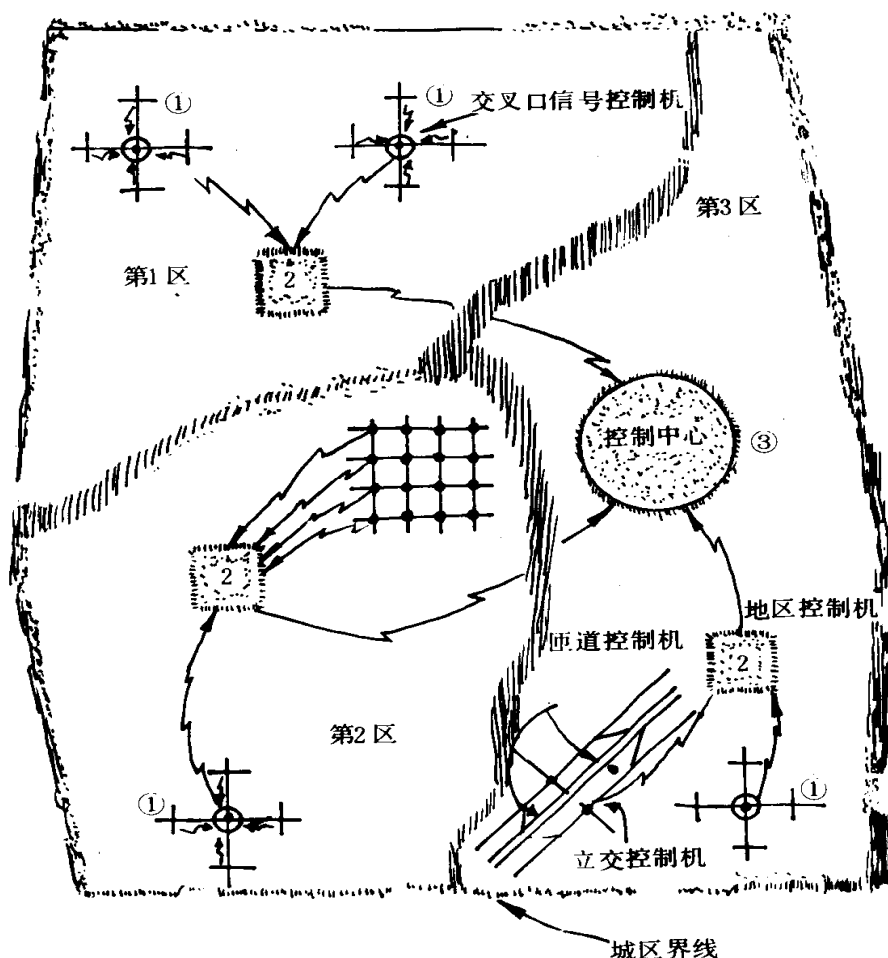 ①
①
交叉口信号控制机
第3区
第1区
2
控制中心
③
2
地区控制机
匝道控制机
2
第2区
①
①
立交控制机
城区界线